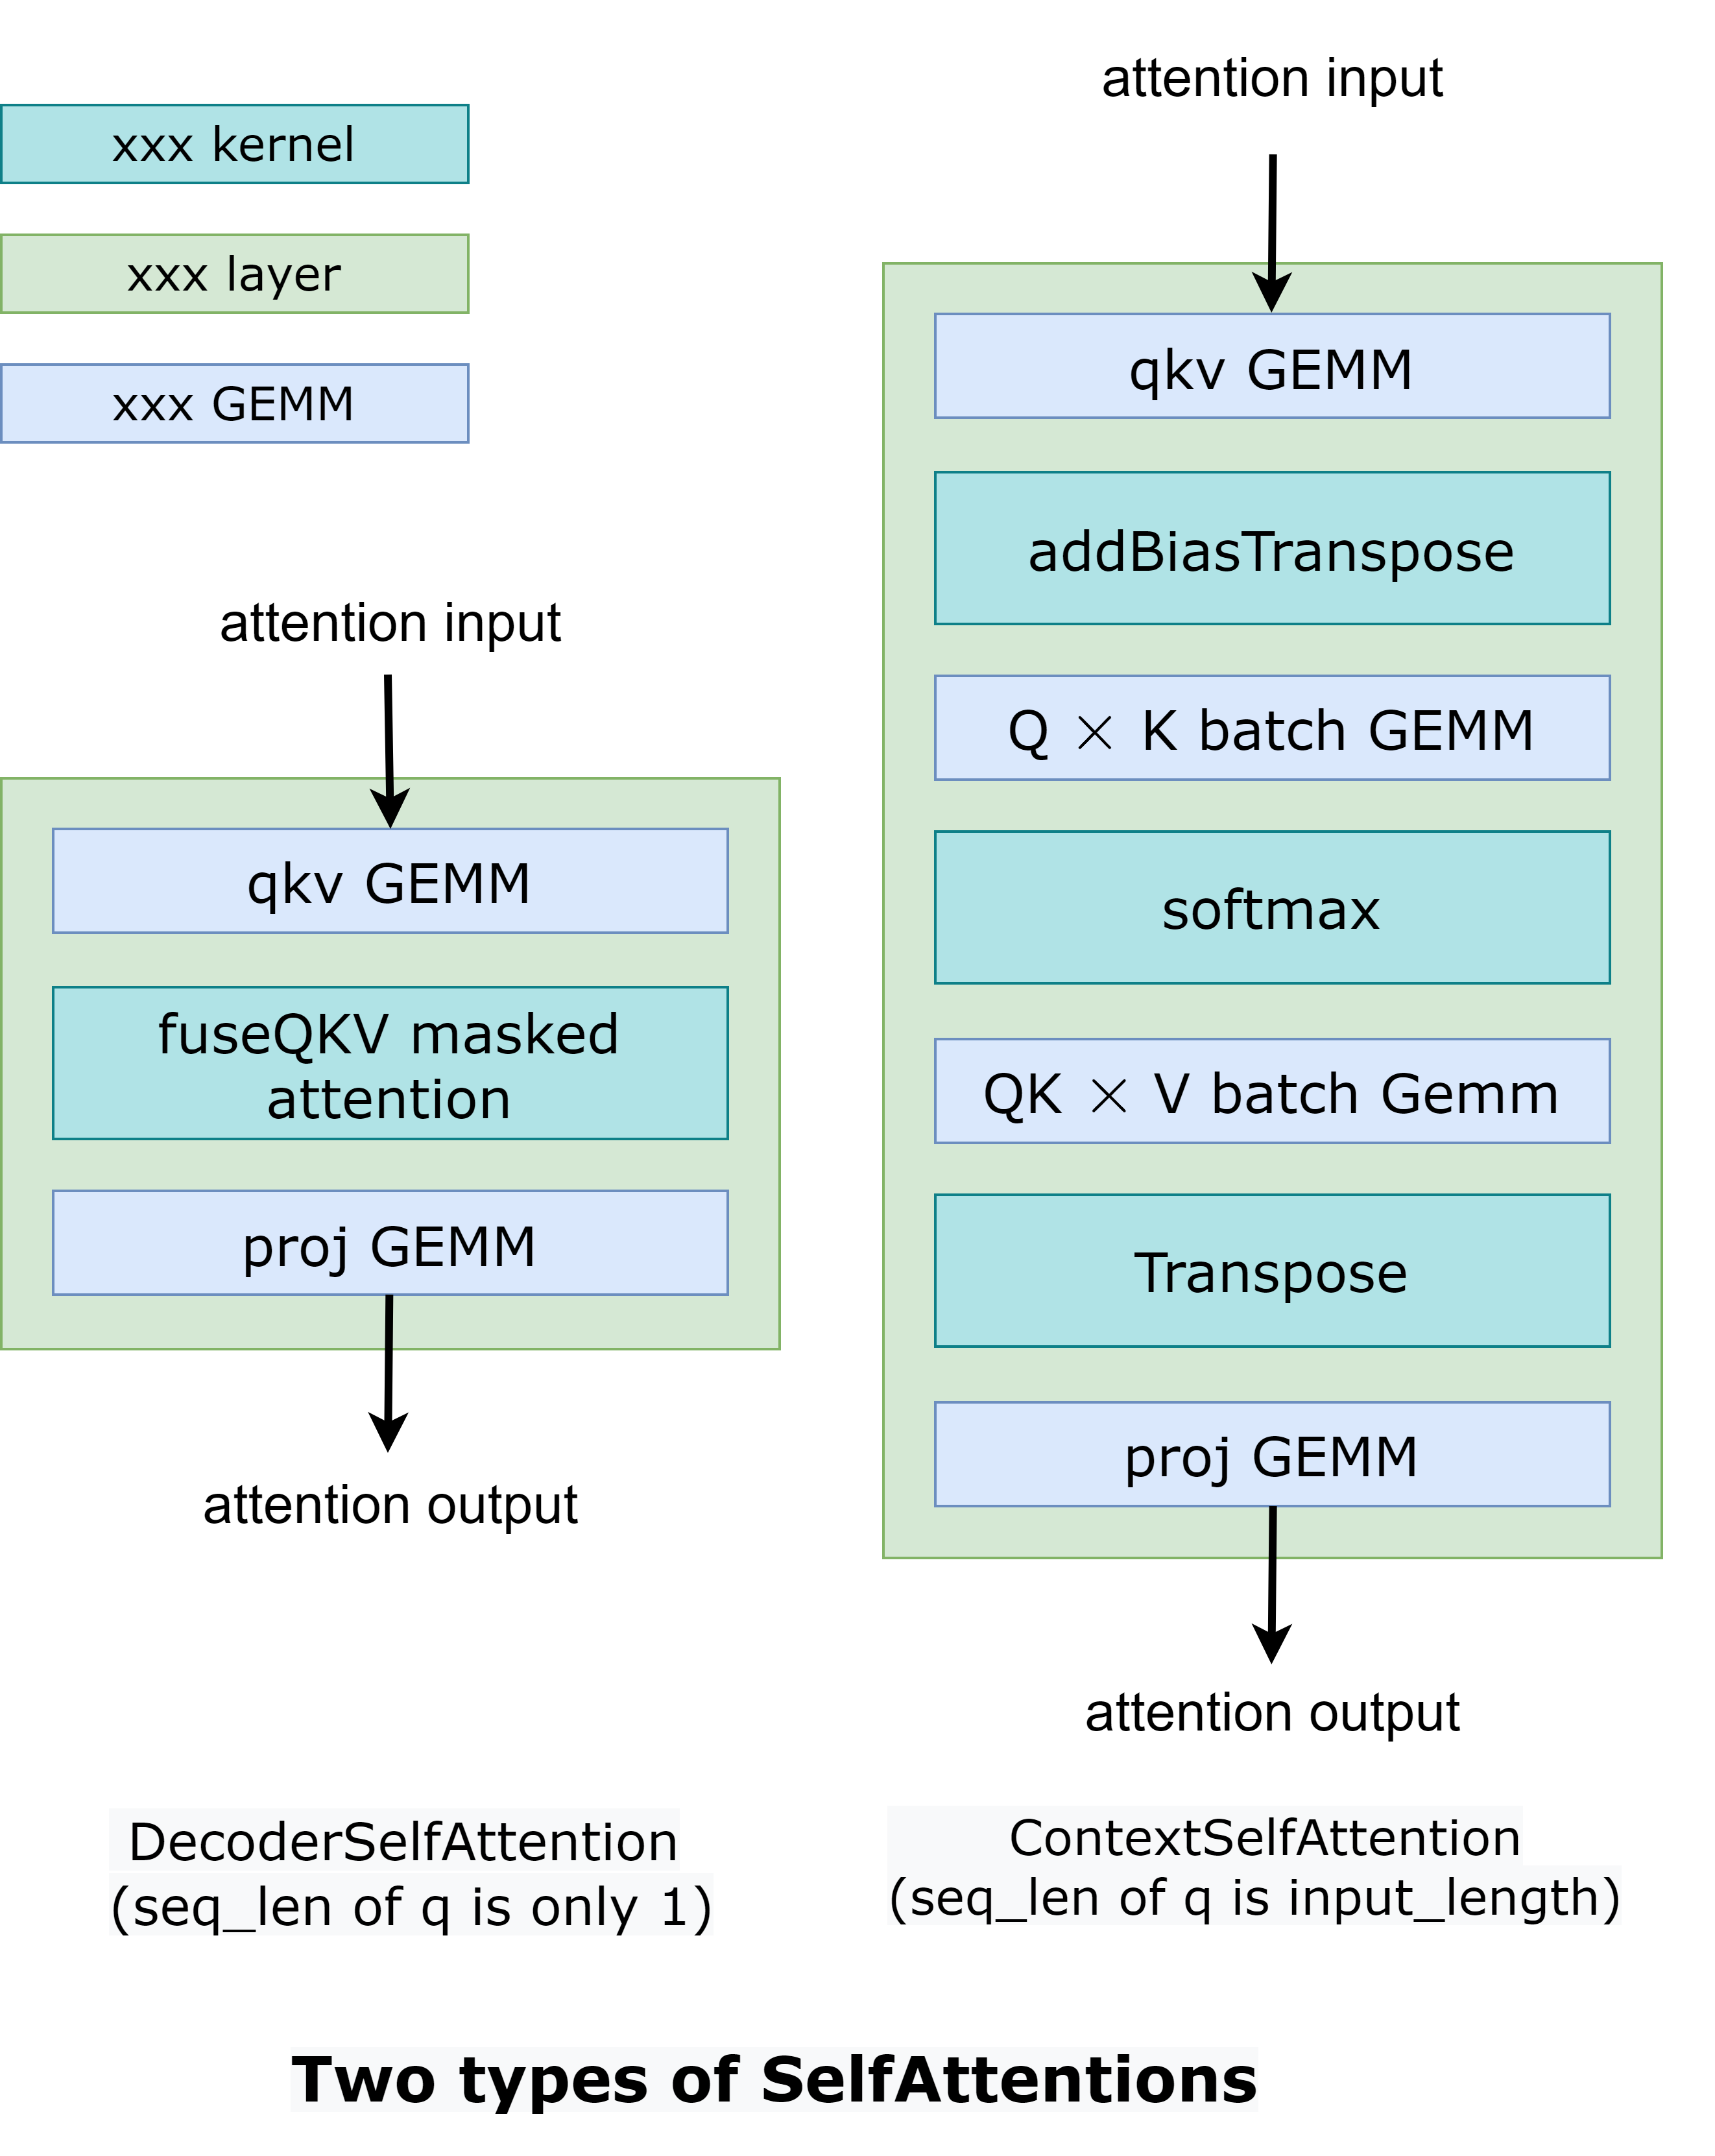 xxx kernel
xxx layer
xxx GEMM
attention input
qkv GEMM
fuseQKV masked
attention
proj GEMM
attention output
DecoderSelfAttention
(seq_len of q is only 1)
attention input
qkv GEMM
addBiasTranspose
Q × K batch GEMM
softmax
QK × V batch Gemm
Transpose
proj GEMM
attention output
ContextSelfAttention
(seq_len of q is input_length)
Two types of SelfAttentions